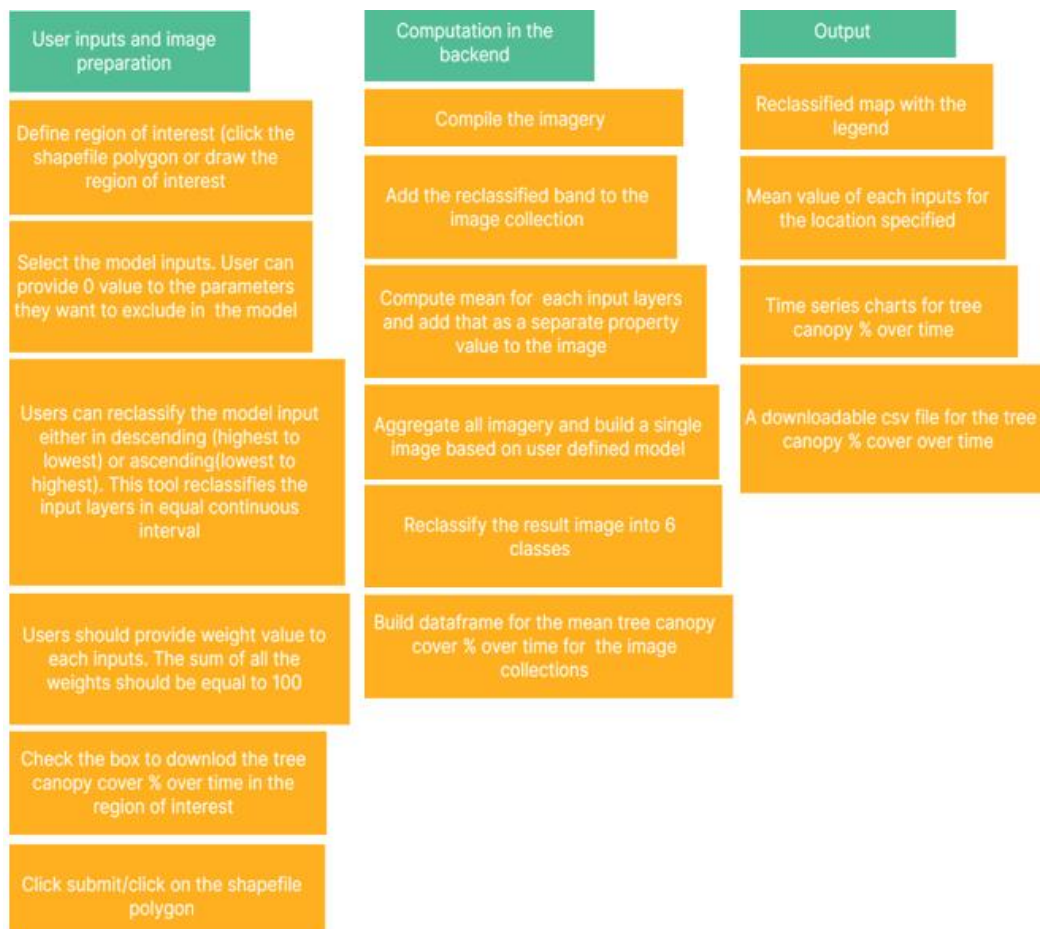 User inputs and image
preparation
Define region of interest (click the
shapefile polygon or draw the
region of interest
Select the model inputs. User can
provide 0 value to the parameters
they want to exclude in the model
Users can reclassify the model input
either in descending (highest to
lowest) or ascending(lowest to
highest). This tool reclassifies the
input layers in equal continuous
interval
Users should provide weight value to
each inputs. The sum of all the
weights should be equal to 100
Check the box to downlod the tree
canopy cover % over time in the
region of interest
Click submit/click on the shapefile
polygon
Computation in the
backend
Compile the imagery
Add the reclassified band to the
image collection
Compute mean for each input layers
and add that as a separate property
value to the image
Aggregate all imagery and build a single
image based on user defined model
Reclassify the result image into 6
classes
Build dataframe for the mean tree canopy
cover % over time for the image
collections
Output
Reclassified map with the
legend
Mean value of each inputs for
the location specified
Time series charts for tree
canopy % over time
A downloadable csv file for the tree
canopy % cover over time